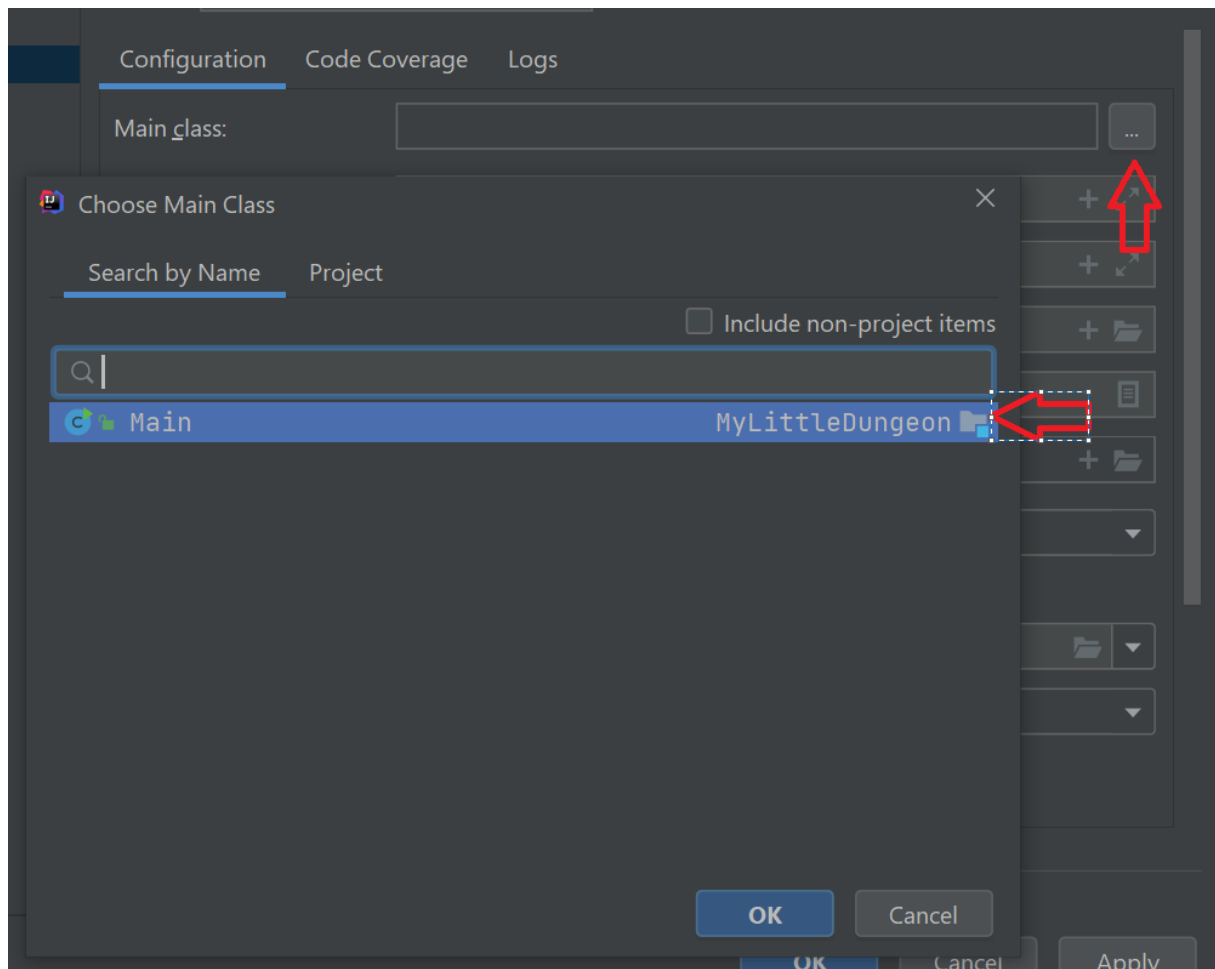 Configuration Code Coverage Logs
Main class:
...
Choose Main Class
Search by Name Project
Include non-project items
Main MyLittleDungeon
OK Cancel
OK Cancel Apply